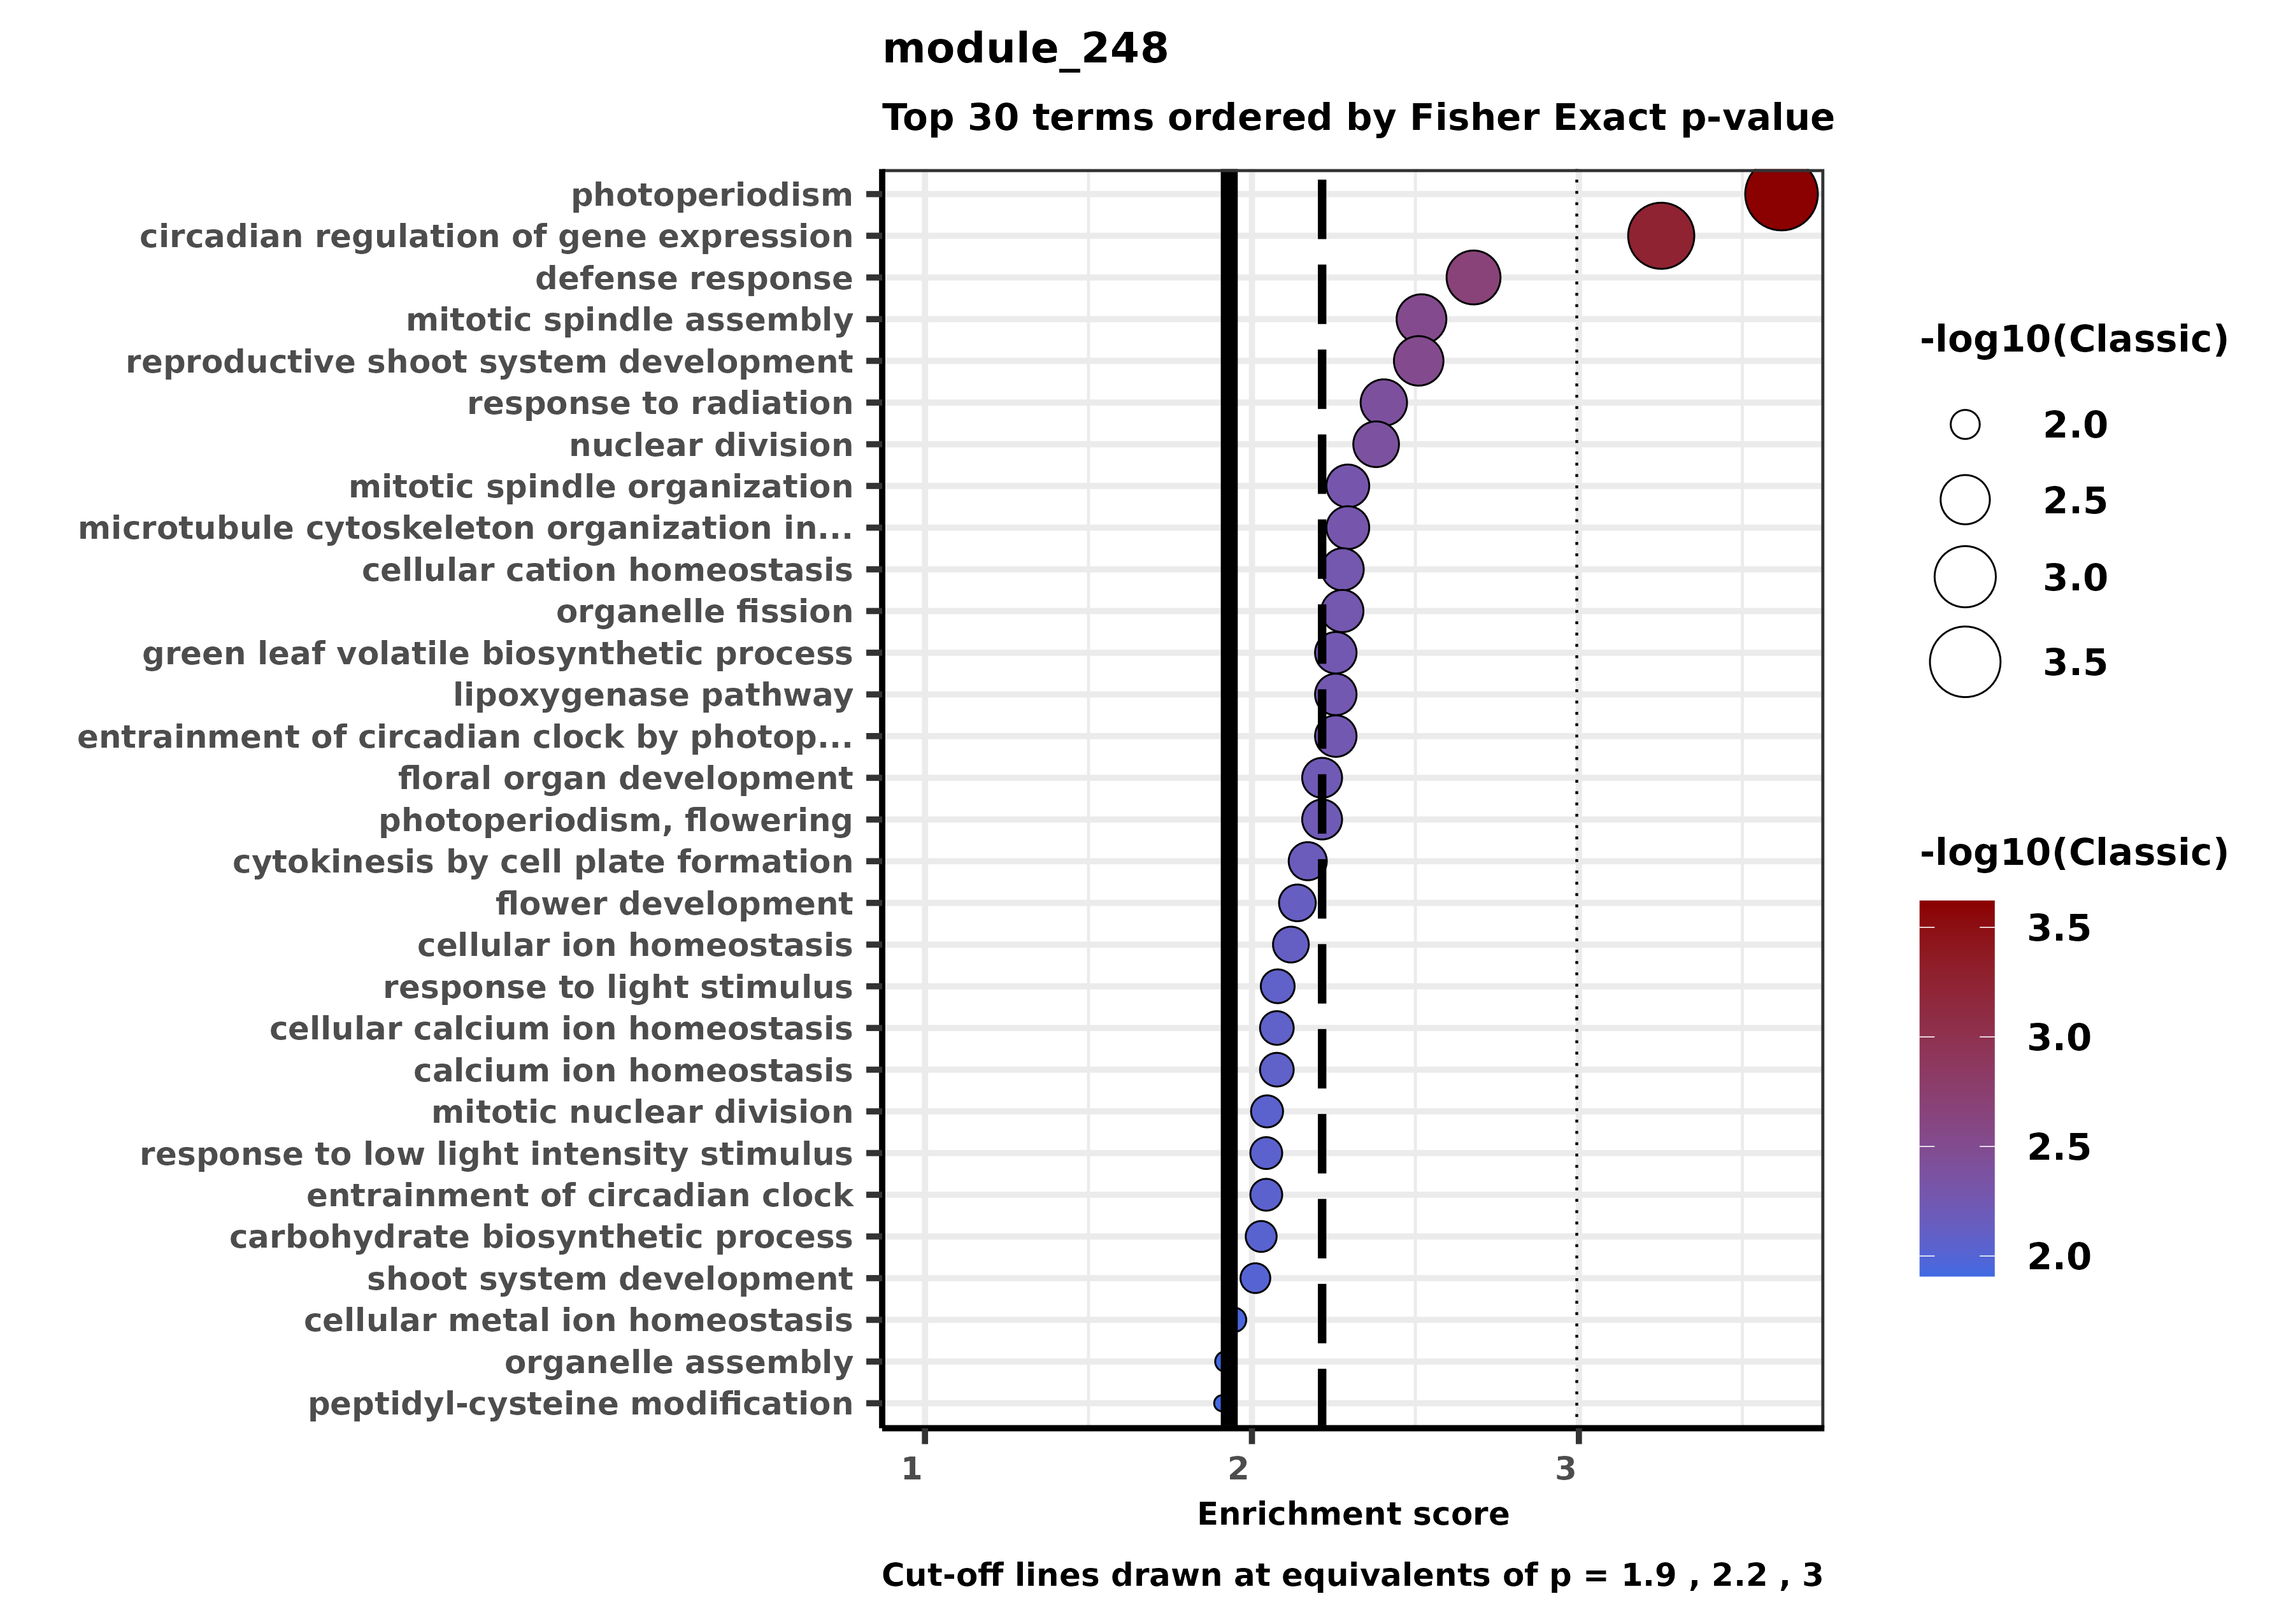 module_248
Top 30 terms ordered by Fisher Exact p-value
photoperiodism
circadian regulation of gene expression
defense response
mitotic spindle assembly
reproductive shoot system development
response to radiation
nuclear division
mitotic spindle organization
microtubule cytoskeleton organization in...
cellular cation homeostasis
organelle fission
green leaf volatile biosynthetic process
lipoxygenase pathway
entrainment of circadian clock by photop...
floral organ development
photoperiodism, flowering
cytokinesis by cell plate formation
flower development
cellular ion homeostasis
response to light stimulus
cellular calcium ion homeostasis
calcium ion homeostasis
mitotic nuclear division
response to low light intensity stimulus
entrainment of circadian clock
carbohydrate biosynthetic process
shoot system development
cellular metal ion homeostasis
organelle assembly
peptidyl-cysteine modification
1 2 3
Enrichment score
Cut-off lines drawn at equivalents of p = 1.9 , 2.2 , 3
-log10(Classic)
2.0
2.5
3.0
3.5
-log10(Classic)
3.5
3.0
2.5
2.0